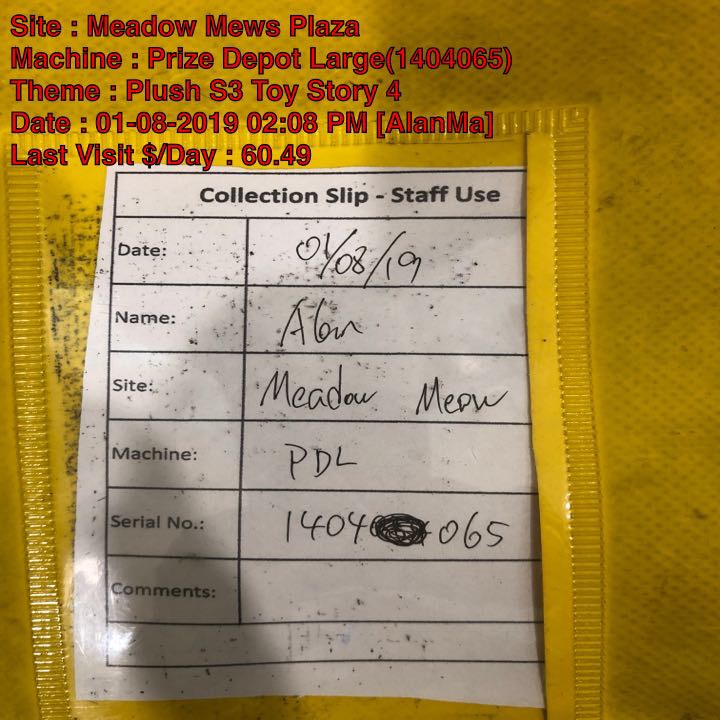 Site : Meadow Mews Plaza
Machine : Prize Depot Large(1404065)
Theme : Plush S3 Toy Story 4
Date : 01-08-2019 02:08 PM [AlanMa]
Last Visit $/Day : 60.49
Collection Slip - Staff Use
Date: 01/08/19
Name: Alan
Site: Meadow Mews
Machine: PDL
Serial No.: 1404 065
Comments: